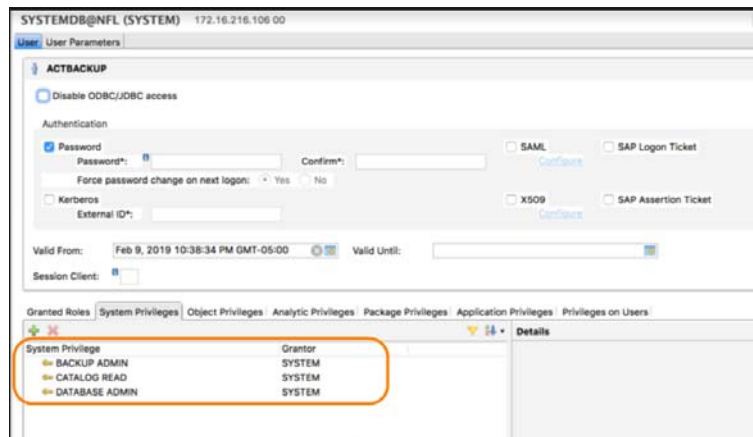 SYSTEMDB@NFL (SYSTEM) 172.16.216.106 00
User User Parameters
ACTBACKUP
Disable ODBC/JDBC access
Authentication
Password SAML SAP Logon Ticket
Password*: Confirm*: Configure
Force password change on next logon: Yes No
Kerberos X509 SAP Assertion Ticket
External ID*: Configure
Valid From: Feb 9, 2019 10:38:34 PM GMT-05:00 Valid Until:
Session Client:
Granted Roles System Privileges Object Privileges Analytic Privileges Package Privileges Application Privileges Privileges on Users
Details
System Privilege Grantor
BACKUP ADMIN SYSTEM
CATALOG READ SYSTEM
DATABASE ADMIN SYSTEM